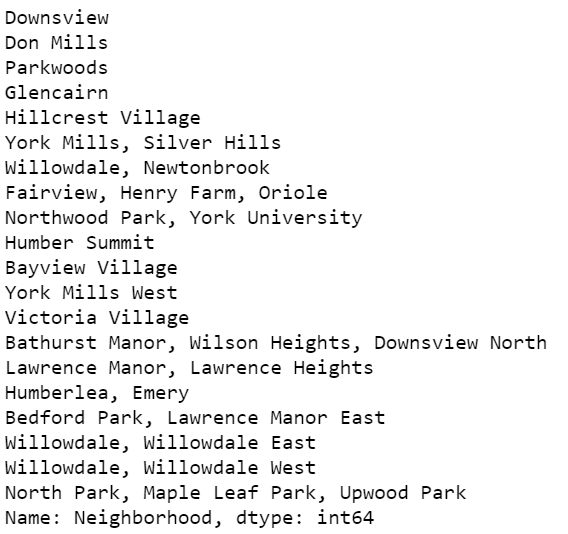 Downsview
Don Mills
Parkwoods
Glencairn
Hillcrest Village
York Mills, Silver Hills
Willowdale, Newtonbrook
Fairview, Henry Farm, Oriole
Northwood Park, York University
Humber Summit
Bayview Village
York Mills West
Victoria Village
Bathurst Manor, Wilson Heights, Downsview North
Lawrence Manor, Lawrence Heights
Humberlea, Emery
Bedford Park, Lawrence Manor East
Willowdale, Willowdale East
Willowdale, Willowdale West
North Park, Maple Leaf Park, Upwood Park
Name: Neighborhood, dtype: int64